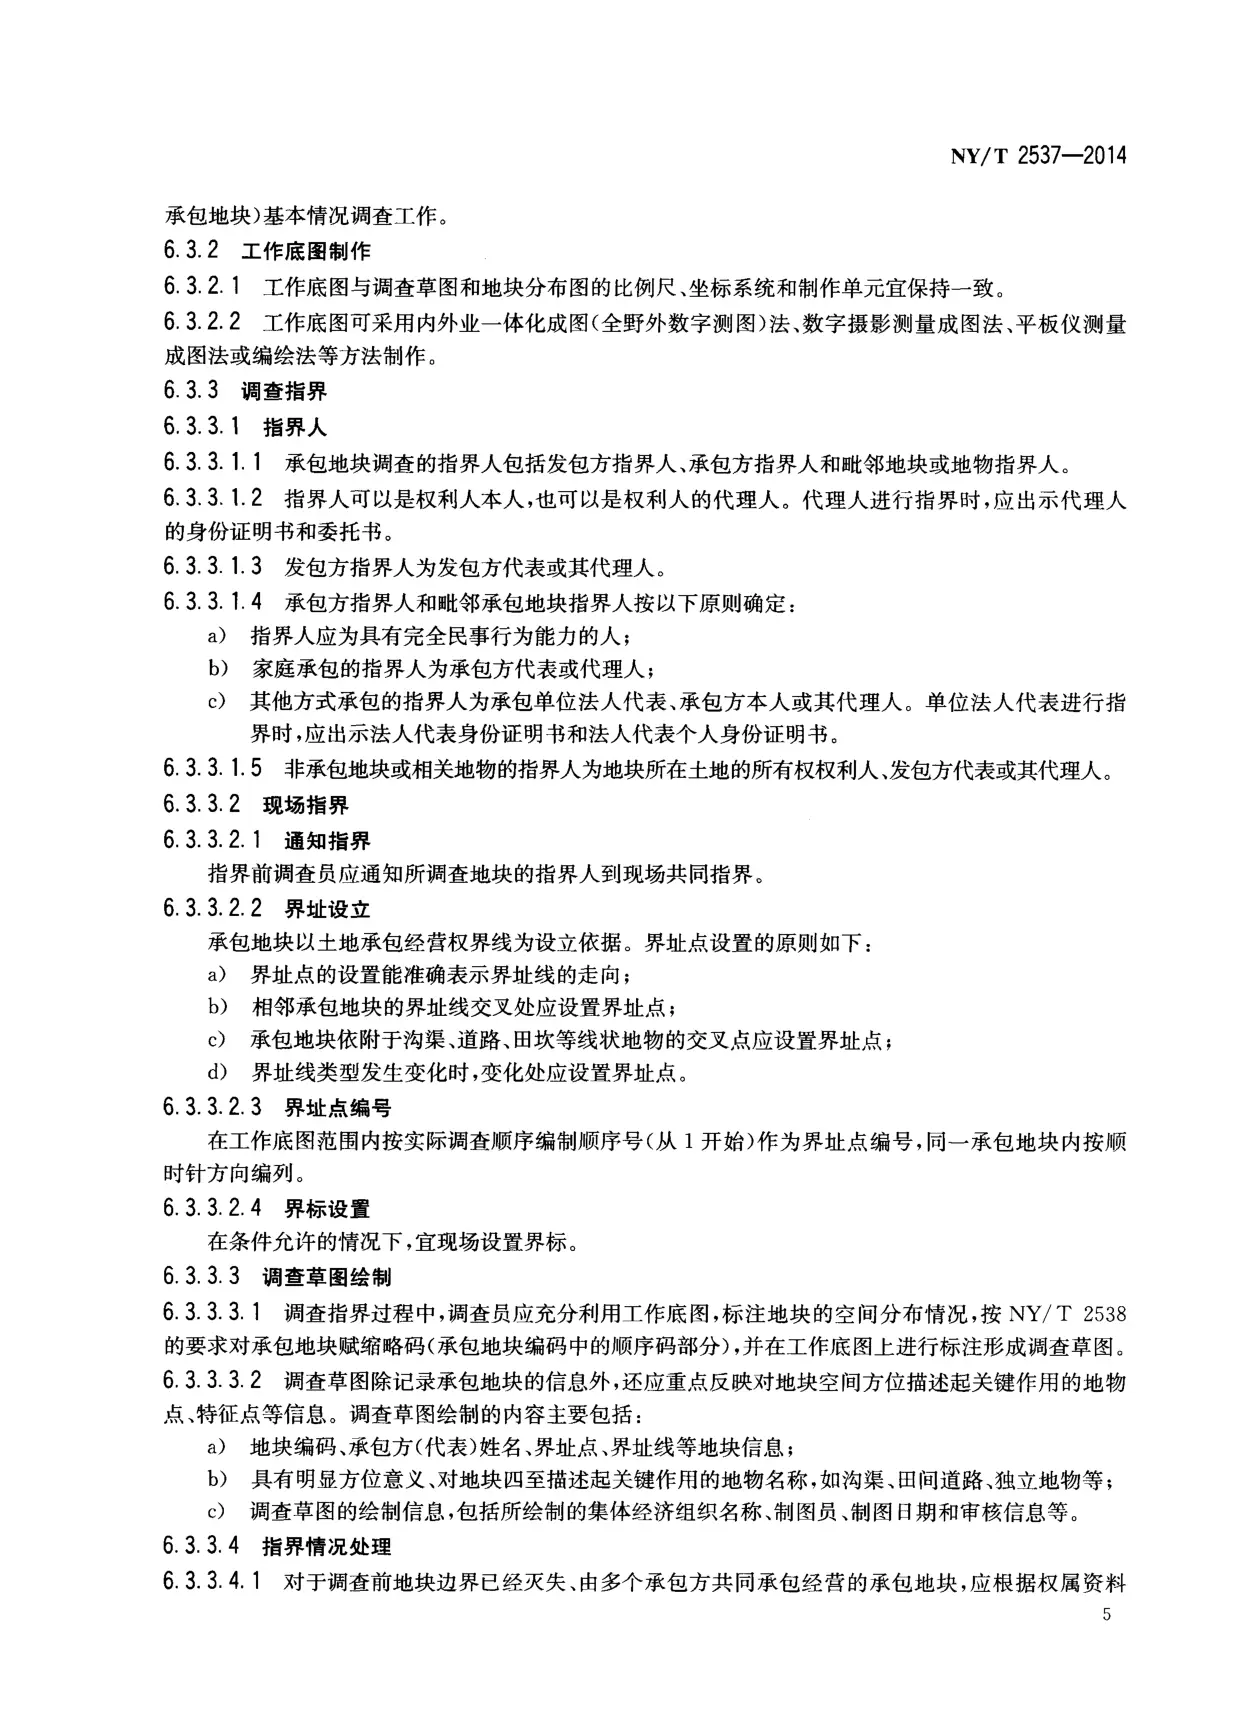 NY/T 2537—2014
承包地块)基本情况调查工作。
6.3.2 工作底图制作
6.3.2.1 工作底图与调查草图和地块分布图的比例尺、坐标系统和制作单元宜保持一致。
6.3.2.2 工作底图可采用内外业一体化成图(全野外数字测图)法、数字摄影测量成图法、平板仪测量
成图法或编绘法等方法制作。
6.3.3 调查指界
6.3.3.1 指界人
6.3.3.1.1 承包地块调查的指界人包括发包方指界人、承包方指界人和毗邻地块或地物指界人。
6.3.3.1.2 指界人可以是权利人本人,也可以是权利人的代理人。代理人进行指界时,应出示代理人
的身份证明书和委托书。
6.3.3.1.3 发包方指界人为发包方代表或其代理人。
6.3.3.1.4 承包方指界人和毗邻承包地块指界人按以下原则确定:
a) 指界人应为具有完全民事行为能力的人;
b) 家庭承包的指界人为承包方代表或代理人;
c) 其他方式承包的指界人为承包单位法人代表、承包方本人或其代理人。单位法人代表进行指
界时,应出示法人代表身份证明书和法人代表个人身份证明书。
6.3.3.1.5 非承包地块或相关地物的指界人为地块所在土地的所有权权利人、发包方代表或其代理人。
6.3.3.2 现场指界
6.3.3.2.1 通知指界
指界前调查员应通知所调查地块的指界人到现场共同指界。
6.3.3.2.2 界址设立
承包地块以土地承包经营权界线为设立依据。界址点设置的原则如下:
a) 界址点的设置能准确表示界址线的走向;
b) 相邻承包地块的界址线交叉处应设置界址点;
c) 承包地块依附于沟渠、道路、田坎等线状地物的交叉点应设置界址点;
d) 界址线类型发生变化时,变化处应设置界址点。
6.3.3.2.3 界址点编号
在工作底图范围内按实际调查顺序编制顺序号(从 1 开始)作为界址点编号,同一承包地块内按顺
时针方向编列。
6.3.3.2.4 界标设置
在条件允许的情况下,宜现场设置界标。
6.3.3.3 调查草图绘制
6.3.3.3.1 调查指界过程中,调查员应充分利用工作底图,标注地块的空间分布情况,按 NY/T 2538
的要求对承包地块赋缩略码(承包地块编码中的顺序码部分),并在工作底图上进行标注形成调查草图。
6.3.3.3.2 调查草图除记录承包地块的信息外,还应重点反映对地块空间方位描述起关键作用的地物
点、特征点等信息。调查草图绘制的内容主要包括:
a) 地块编码、承包方(代表)姓名、界址点、界址线等地块信息;
b) 具有明显方位意义、对地块四至描述起关键作用的地物名称,如沟渠、田间道路、独立地物等;
c) 调查草图的绘制信息,包括所绘制的集体经济组织名称、制图员、制图日期和审核信息等。
6.3.3.4 指界情况处理
6.3.3.4.1 对于调查前地块边界已经灭失、由多个承包方共同承包经营的承包地块,应根据权属资料
5